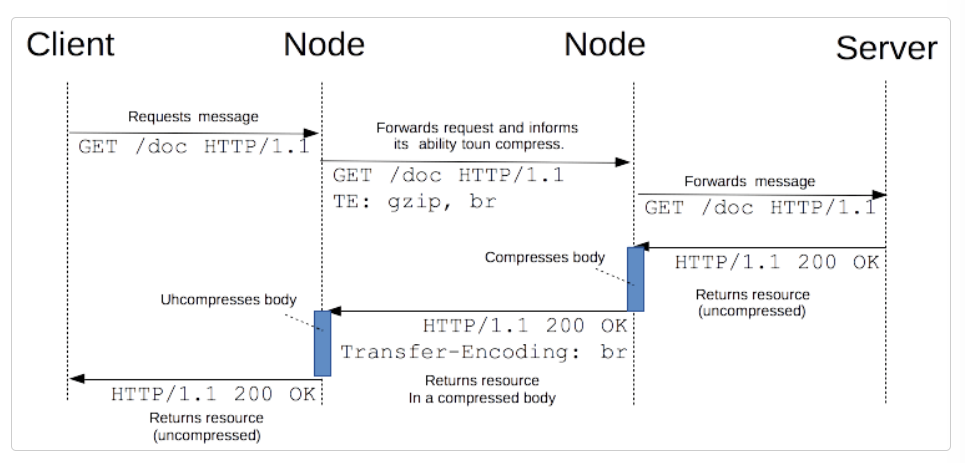 Client
Node
Node
Server
Requests message
GET /doc HTTP/1.1
Forwards request and informs
its ability toun compress.
GET /doc HTTP/1.1
TE: gzip, br
Forwards message
GET /doc HTTP/1.1
HTTP/1.1 200 OK
Returns resource
(uncompressed)
Compresses body
HTTP/1.1 200 OK
Transfer-Encoding: br
Returns resource
In a compressed body
Uhcompresses body
HTTP/1.1 200 OK
Returns resource
(uncompressed)